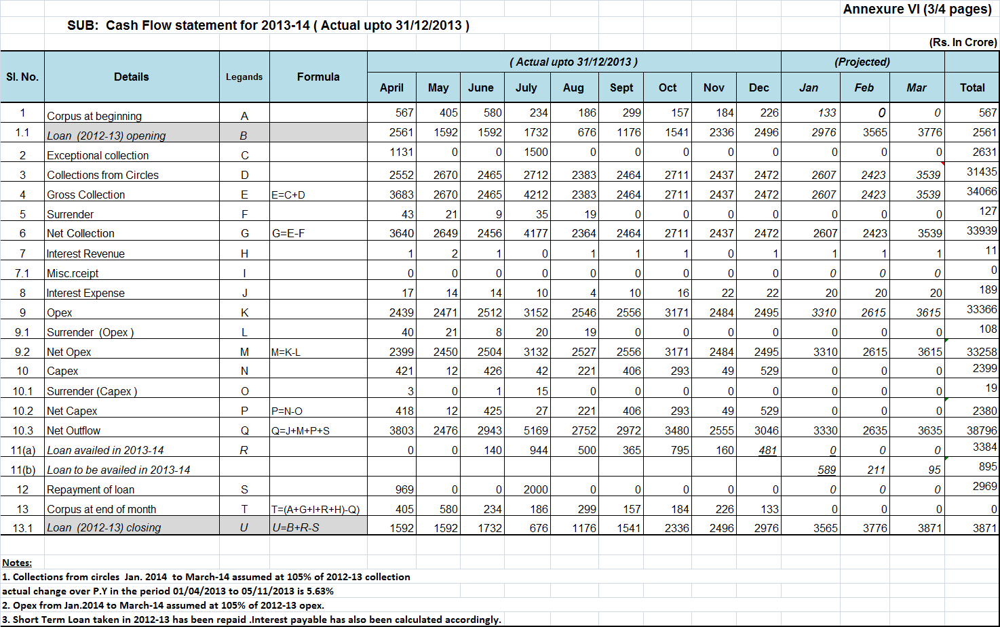 Annexure VI (3/4 pages)
SUB: Cash Flow statement for 2013-14 ( Actual upto 31/12/2013 )
(Rs. In Crore)
Sl. No. Details Legands Formula ( Actual upto 31/12/2013 ) (Projected)
April May June July Aug Sept Oct Nov Dec Jan Feb Mar Total
1 Corpus at beginning A 567 405 580 234 186 299 157 184 226 133 0 0 567
1.1 Loan (2012-13) opening B 2561 1592 1592 1732 676 1176 1541 2336 2496 2976 3565 3776 2561
2 Exceptional collection C 1131 0 0 1500 0 0 0 0 0 0 0 0 2631
3 Collections from Circles D 2552 2670 2465 2712 2383 2464 2711 2437 2472 2607 2423 3539 31435
4 Gross Collection E E=C+D 3683 2670 2465 4212 2383 2464 2711 2437 2472 2607 2423 3539 34066
5 Surrender F 43 21 9 35 19 0 0 0 0 0 0 0 127
6 Net Collection G G=E-F 3640 2649 2456 4177 2364 2464 2711 2437 2472 2607 2423 3539 33939
7 Interest Revenue H 1 2 1 0 1 1 1 0 1 1 1 1 11
7.1 Misc.rceipt I 0 0 0 0 0 0 0 0 0 0 0 0 0
8 Interest Expense J 17 14 14 10 4 10 16 22 22 20 20 20 189
9 Opex K 2439 2471 2512 3152 2546 2556 3171 2484 2495 3310 2615 3615 33366
9.1 Surrender (Opex ) L 40 21 8 20 19 0 0 0 0 0 0 0 108
9.2 Net Opex M M=K-L 2399 2450 2504 3132 2527 2556 3171 2484 2495 3310 2615 3615 33258
10 Capex N 421 12 426 42 221 406 293 49 529 0 0 0 2399
10.1 Surrender (Capex ) O 3 0 1 15 0 0 0 0 0 0 0 0 19
10.2 Net Capex P P=N-O 418 12 425 27 221 406 293 49 529 0 0 0 2380
10.3 Net Outflow Q Q=J+M+P+S 3803 2476 2943 5169 2752 2972 3480 2555 3046 3330 2635 3635 38796
11(a) Loan availed in 2013-14 R 0 0 140 944 500 365 795 160 481 0 0 0 3384
11(b) Loan to be availed in 2013-14 589 211 95 895
12 Repayment of loan S 969 0 0 2000 0 0 0 0 0 0 0 0 2969
13 Corpus at end of month T T=(A+G+I+R+H)-Q) 405 580 234 186 299 157 184 226 133 0 0 0 0
13.1 Loan (2012-13) closing U U=B+R-S 1592 1592 1732 676 1176 1541 2336 2496 2976 3565 3776 3871 3871
Notes:
1. Collections from circles Jan. 2014 to March-14 assumed at 105% of 2012-13 collection
actual change over P.Y in the period 01/04/2013 to 05/11/2013 is 5.63%
2. Opex from Jan.2014 to March-14 assumed at 105% of 2012-13 opex.
3. Short Term Loan taken in 2012-13 has been repaid .Interest payable has also been calculated accordingly.